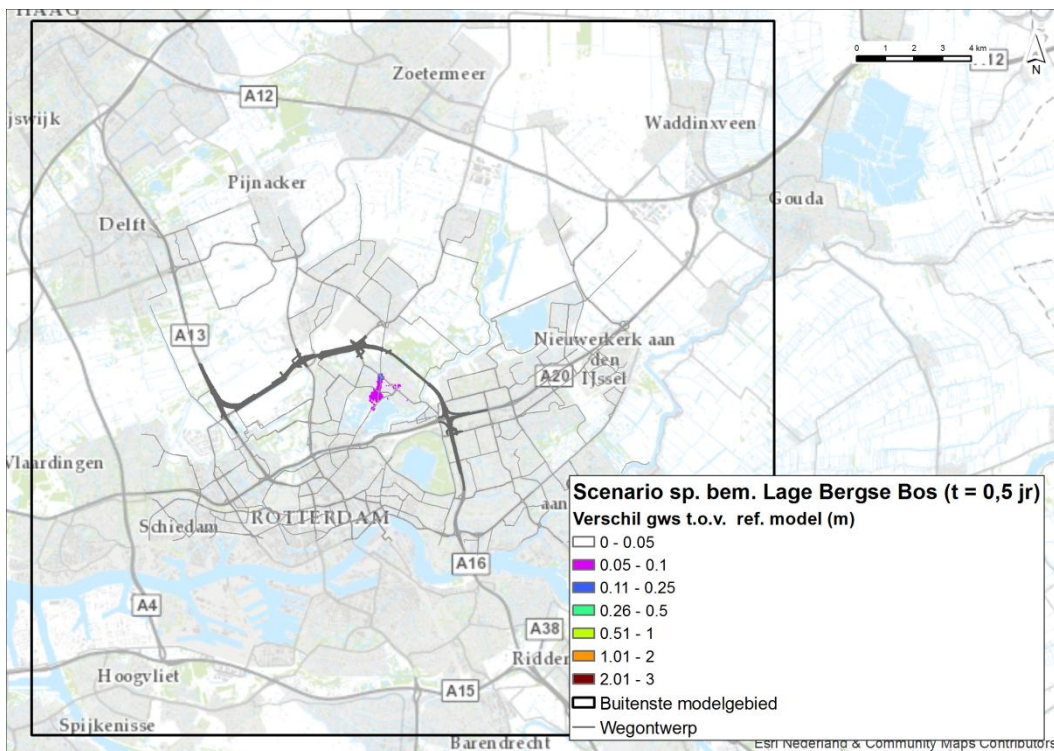 HAAG
Zoetermeer
0 1 2 3 4 km
A12
N
A12
jswijk
Waddinxveen
Pijnacker
Gouda
Delft
A13
Nieuwerkerk aan
den
IJssel
A20
Vlaardingen
aan
Schiedam
ROTTERDAM
A16
A4
A38
Ridder
Hoogvliet
A15
Spijkenisse
Barendrecht
Scenario sp. bem. Lage Bergse Bos (t = 0,5 jr)
Verschil gws t.o.v. ref. model (m)
0 - 0.05
0.05 - 0.1
0.11 - 0.25
0.26 - 0.5
0.51 - 1
1.01 - 2
2.01 - 3
Buitenste modelgebied
Wegontwerp
Esri Nederland & Community Maps Contributors